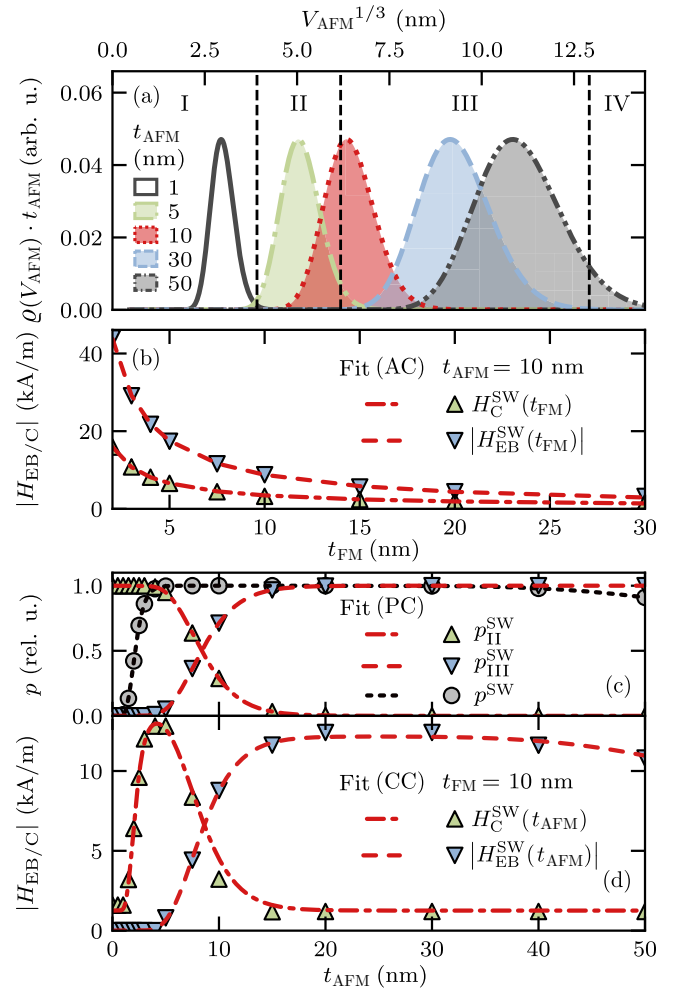 V_AFM^1/3 (nm)
0.0 2.5 5.0 7.5 10.0 12.5
ϱ(V_AFM) · t_AFM (arb. u.)
0.06
0.04
0.02
0.00
(a)
I II III IV
t_AFM
(nm)
1
5
10
30
50
|H_EB/C| (kA/m)
40
20
0
(b)
Fit (AC) t_AFM = 10 nm
H_C^SW(t_FM)
|H_EB^SW(t_FM)|
5 10 15 20 25 30
t_FM (nm)
p (rel. u.)
1.0
0.5
0.0
Fit (PC)
p_II^SW
p_III^SW
p^SW
(c)
|H_EB/C| (kA/m)
10
5
0
Fit (CC) t_FM = 10 nm
H_C^SW(t_AFM)
|H_EB^SW(t_AFM)|
(d)
0 10 20 30 40 50
t_AFM (nm)